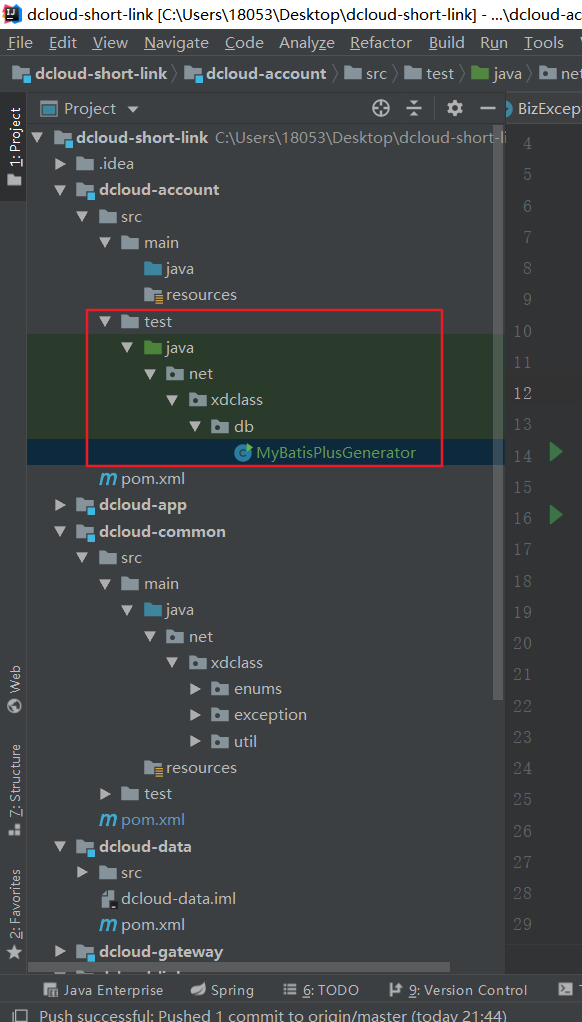 dcloud-short-link [C:\Users\18053\Desktop\dcloud-short-link] - ...\dcloud-ac
File Edit View Navigate Code Analyze Refactor Build Run Tools
dcloud-short-link dcloud-account src test java net
1: Project
Project
BizExcep
dcloud-short-link C:\Users\18053\Desktop\dcloud-short-li
4
.idea
5
dcloud-account
6
src
7
main
java
8
resources
9
test
10
java
11
net
12
xdclass
13
db
14
MyBatisPlusGenerator
15
pom.xml
16
dcloud-app
17
dcloud-common
src
18
main
19
java
20
net
21
xdclass
22
enums
exception
23
util
24
resources
25
test
26
pom.xml
27
dcloud-data
28
src
dcloud-data.iml
29
pom.xml
dcloud-gateway
Web
7: Structure
2: Favorites
Java Enterprise Spring 6: TODO 9: Version Control
Push successful: Pushed 1 commit to origin/master (today 21:44)